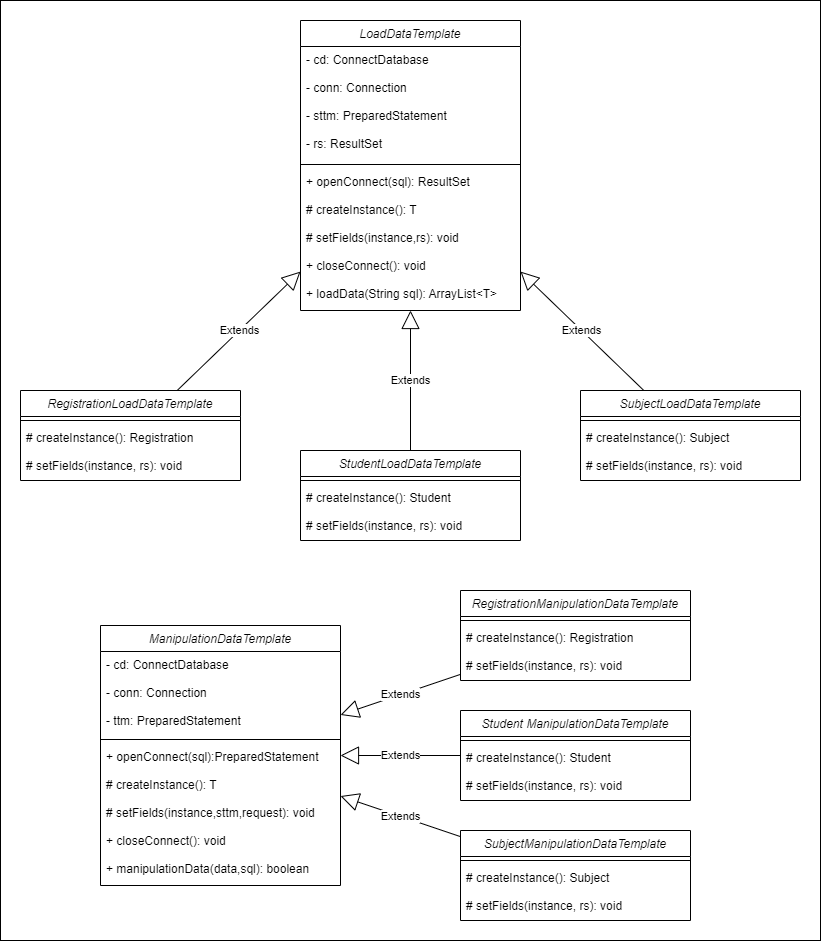 LoadDataTemplate
- cd: ConnectDatabase
- conn: Connection
- sttm: PreparedStatement
- rs: ResultSet
+ openConnect(sql): ResultSet
# createInstance(): T
# setFields(instance,rs): void
+ closeConnect(): void
+ loadData(String sql): ArrayList<T>
Extends
Extends
Extends
RegistrationLoadDataTemplate
# createInstance(): Registration
# setFields(instance, rs): void
StudentLoadDataTemplate
# createInstance(): Student
# setFields(instance, rs): void
SubjectLoadDataTemplate
# createInstance(): Subject
# setFields(instance, rs): void
ManipulationDataTemplate
- cd: ConnectDatabase
- conn: Connection
- ttm: PreparedStatement
+ openConnect(sql):PreparedStatement
# createInstance(): T
# setFields(instance,sttm,request): void
+ closeConnect(): void
+ manipulationData(data,sql): boolean
Extends
Extends
Extends
RegistrationManipulationDataTemplate
# createInstance(): Registration
# setFields(instance, rs): void
Student ManipulationDataTemplate
# createInstance(): Student
# setFields(instance, rs): void
SubjectManipulationDataTemplate
# createInstance(): Subject
# setFields(instance, rs): void